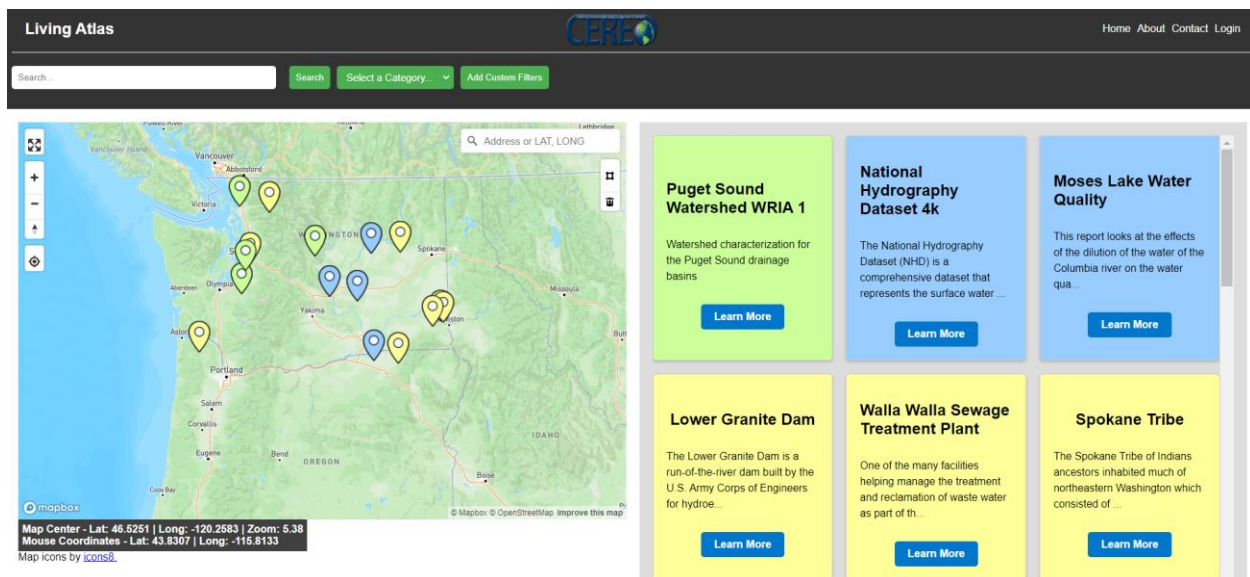 Living Atlas
CEREO
Home About Contact Login
Search...
Search
Select a Category...
Add Custom Filters
Address or LAT, LONG
Lethbridge
Vancouver Island
Vancouver
Abbotsford
Victoria
Spokane
Aberdeen
Olympia
Missoula
Yakima
Portland
Salem
Corvallis
IDAHO
Eugene
Bend
OREGON
Boise
Coos Bay
mapbox
© Mapbox © OpenStreetMap Improve this map
Map Center - Lat: 46.5251 | Long: -120.2583 | Zoom: 5.38
Mouse Coordinates - Lat: 43.8307 | Long: -115.8133
Map icons by icons8.
Puget Sound
Watershed WRIA 1
Watershed characterization for
the Puget Sound drainage
basins
Learn More
National
Hydrography
Dataset 4k
The National Hydrography
Dataset (NHD) is a
comprehensive dataset that
represents the surface water ...
Learn More
Moses Lake Water
Quality
This report looks at the effects
of the dilution of the water of the
Columbia river on the water
qua...
Learn More
Lower Granite Dam
The Lower Granite Dam is a
run-of-the-river dam built by the
U.S. Army Corps of Engineers
for hydroe...
Learn More
Walla Walla Sewage
Treatment Plant
One of the many facilities
helping manage the treatment
and reclamation of waste water
as part of th...
Learn More
Spokane Tribe
The Spokane Tribe of Indians
ancestors inhabited much of
northeastern Washington which
consisted of ...
Learn More